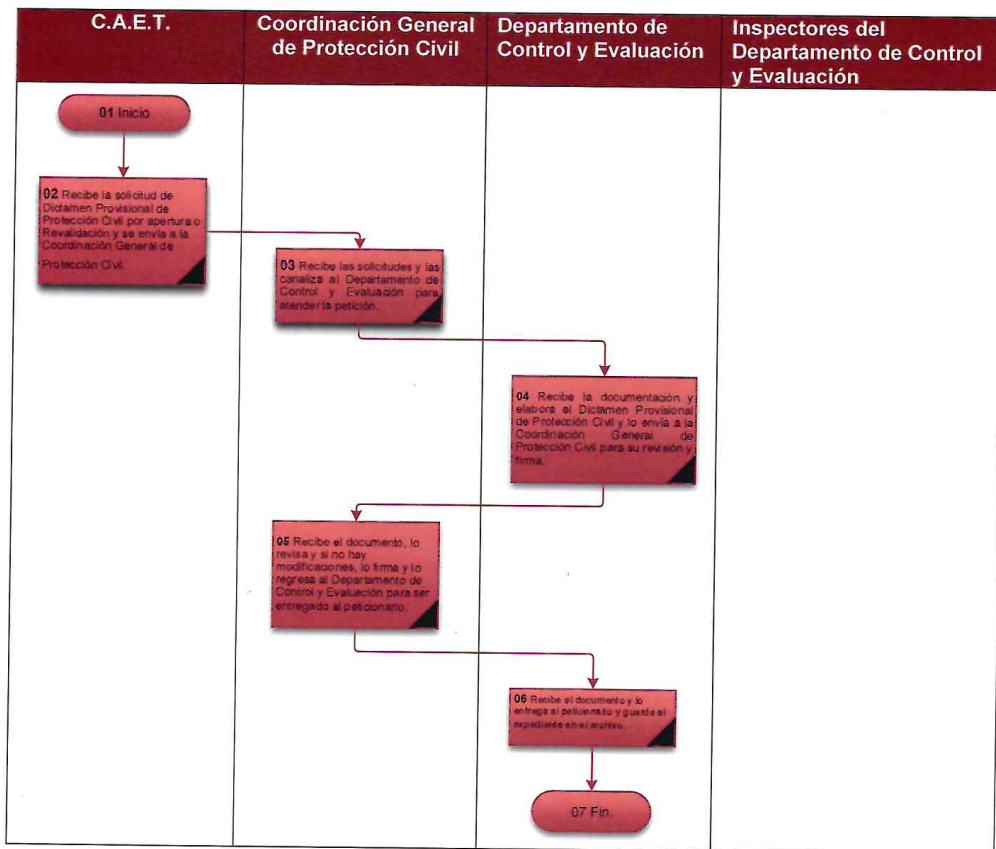 C.A.E.T.
Coordinación General
de Protección Civil
Departamento de
Control y Evaluación
Inspectores del
Departamento de Control
y Evaluación
01 Inicio
02 Recibe la solicitud de
Dictamen Provisional de
Protección Civil por apertura o
Revalidación y se envía a la
Coordinación General de
Protección Civil.
03 Recibe las solicitudes y las
canaliza al Departamento de
Control y Evaluación para
atender la petición.
04 Recibe la documentación y
elabora el Dictamen Provisional
de Protección Civil y lo envía a la
Coordinación General de
Protección Civil para su revisión y
firma.
05 Recibe el documento, lo
revisa y si no hay
modificaciones, lo firma y lo
regresa al Departamento de
Control y Evaluación para ser
entregado al peticionario.
06 Recibe el documento y lo
entrega al peticionario y guarda el
expediente en el archivo.
07 Fin.